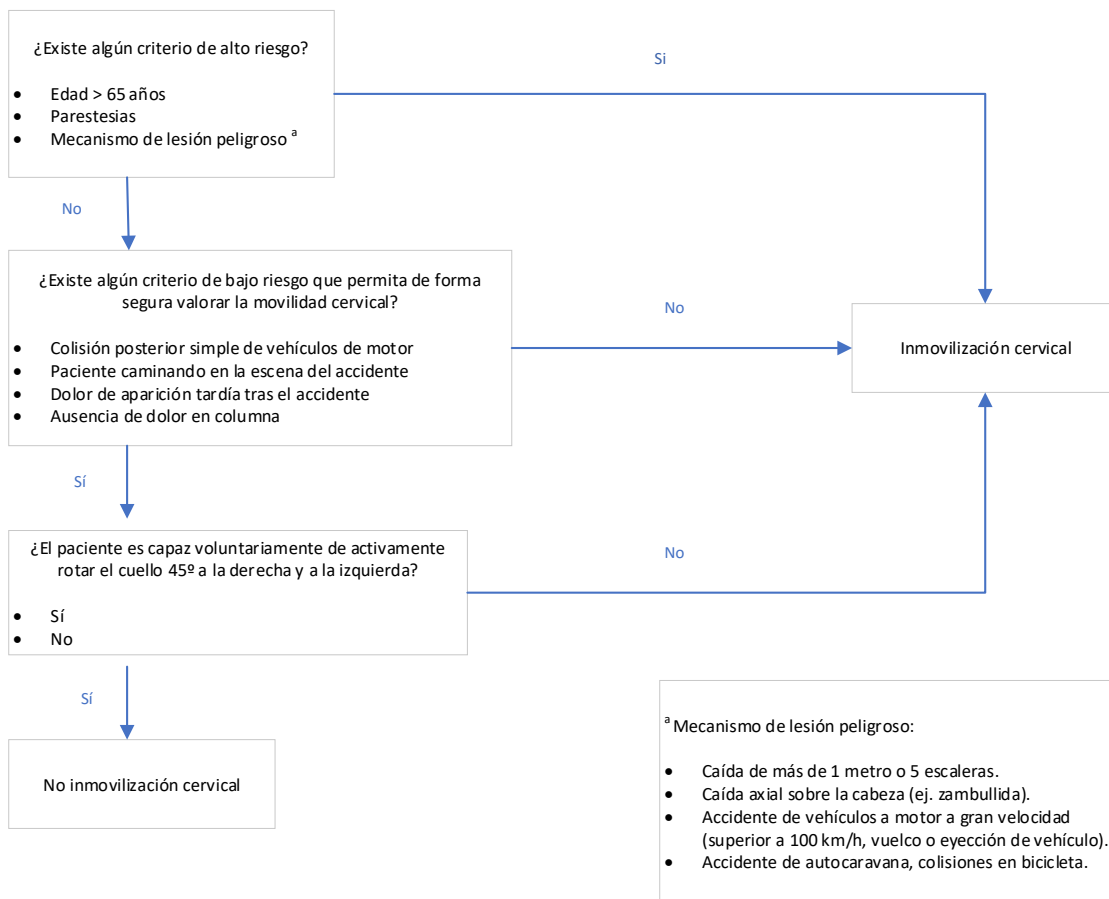 ¿Existe algún criterio de alto riesgo?
• Edad > 65 años
• Parestesias
• Mecanismo de lesión peligroso a
Si
No
¿Existe algún criterio de bajo riesgo que permita de forma
segura valorar la movilidad cervical?
• Colisión posterior simple de vehículos de motor
• Paciente caminando en la escena del accidente
• Dolor de aparición tardía tras el accidente
• Ausencia de dolor en columna
No
Inmovilización cervical
Sí
¿El paciente es capaz voluntariamente de activamente
rotar el cuello 45º a la derecha y a la izquierda?
• Sí
• No
No
Sí
No inmovilización cervical
a Mecanismo de lesión peligroso:
• Caída de más de 1 metro o 5 escaleras.
• Caída axial sobre la cabeza (ej. zambullida).
• Accidente de vehículos a motor a gran velocidad
(superior a 100 km/h, vuelco o eyección de vehículo).
• Accidente de autocaravana, colisiones en bicicleta.